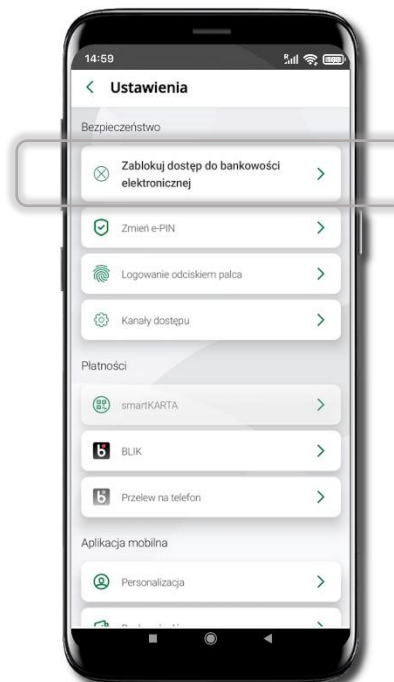 14:59
Ustawienia
Bezpieczeństwo
Zablokuj dostęp do bankowości
elektronicznej
Zmień e-PIN
Logowanie odciskiem palca
Kanały dostępu
Płatności
smartKARTA
BLIK
Przelew na telefon
Aplikacja mobilna
Personalizacja